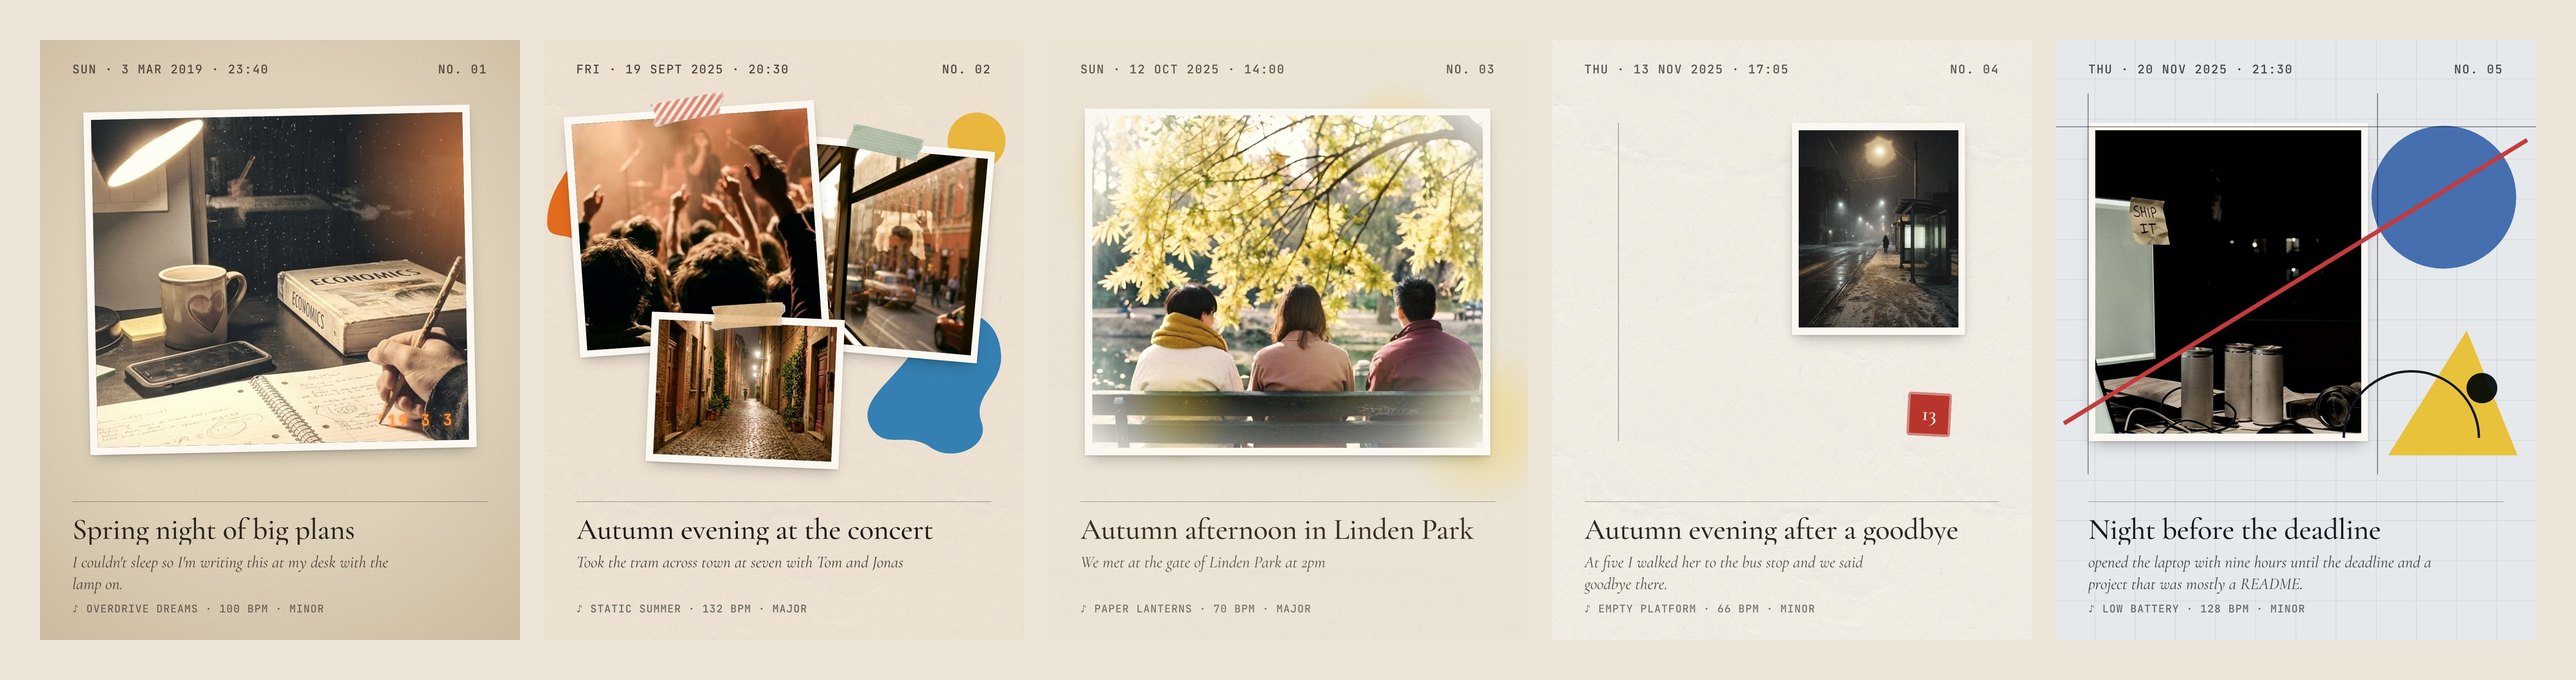 SUN · 3 MAR 2019 · 23:40
NO. 01
ECONOMICS
ECONOMICS
19 3 3
Spring night of big plans
I couldn't sleep so I'm writing this at my desk with the
lamp on.
♪ OVERDRIVE DREAMS · 100 BPM · MINOR
FRI · 19 SEPT 2025 · 20:30
NO. 02
Autumn evening at the concert
Took the tram across town at seven with Tom and Jonas
♪ STATIC SUMMER · 132 BPM · MAJOR
SUN · 12 OCT 2025 · 14:00
NO. 03
Autumn afternoon in Linden Park
We met at the gate of Linden Park at 2pm
♪ PAPER LANTERNS · 70 BPM · MAJOR
THU · 13 NOV 2025 · 17:05
NO. 04
13
Autumn evening after a goodbye
At five I walked her to the bus stop and we said
goodbye there.
♪ EMPTY PLATFORM · 66 BPM · MINOR
THU · 20 NOV 2025 · 21:30
NO. 05
SHIP
IT
Night before the deadline
opened the laptop with nine hours until the deadline and a
project that was mostly a README.
♪ LOW BATTERY · 128 BPM · MINOR